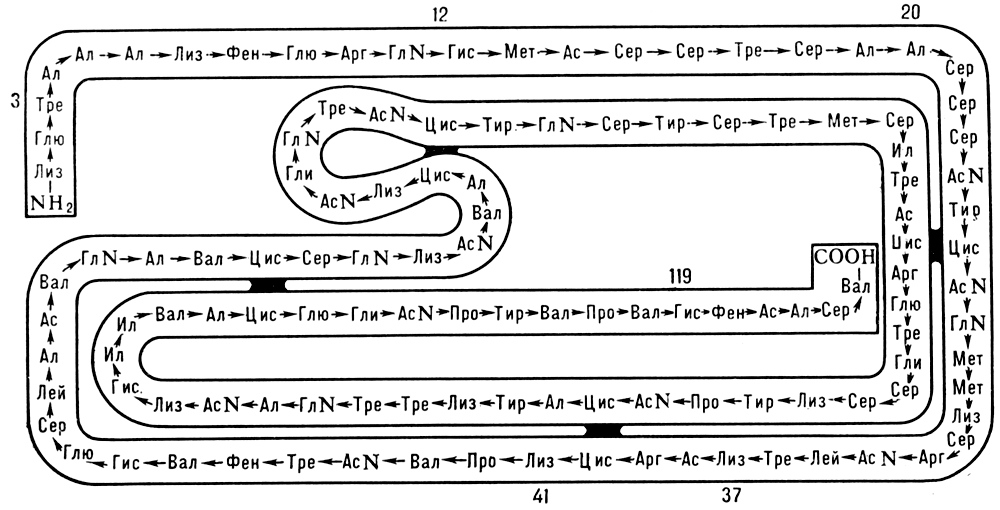 12 20
Ал Ал Лиз Фен Глю Арг ГлN Гис Мет Ас Сер Сер Тре Сер Ал Ал
Ал Сер
3 Тре Тре АсN Сер
Цис Тир ГлN Сер Тир Сер Тре Мет Сер
Глю ГлN Сер
Ил
Лиз Гли Цис Ал Тре АсN
NH₂ АсN Лиз
Вал Ас Тир
АсN Цис Цис
ГлN Ал Вал Цис Сер ГлN Лиз COOH
Арг
Вал 119 Вал АсN
Глю
Ас Ил Вал Ал Цис Глю Гли АсN Про Тир Вал Про Вал Гис Фен Ас Ал Сер ГлN
Тре
Ал Ил Гли Мет
Лей Гис Сер Мет
Лиз АсN Ал ГлN Тре Тре Лиз Тир Ал Цис АсN Про Тир Лиз Сер
Лиз
Сер Сер
Глю Гис Вал Фен Тре АсN Вал Про Лиз Цис Арг Ас Лиз Тре Лей АсN Арг
41 37